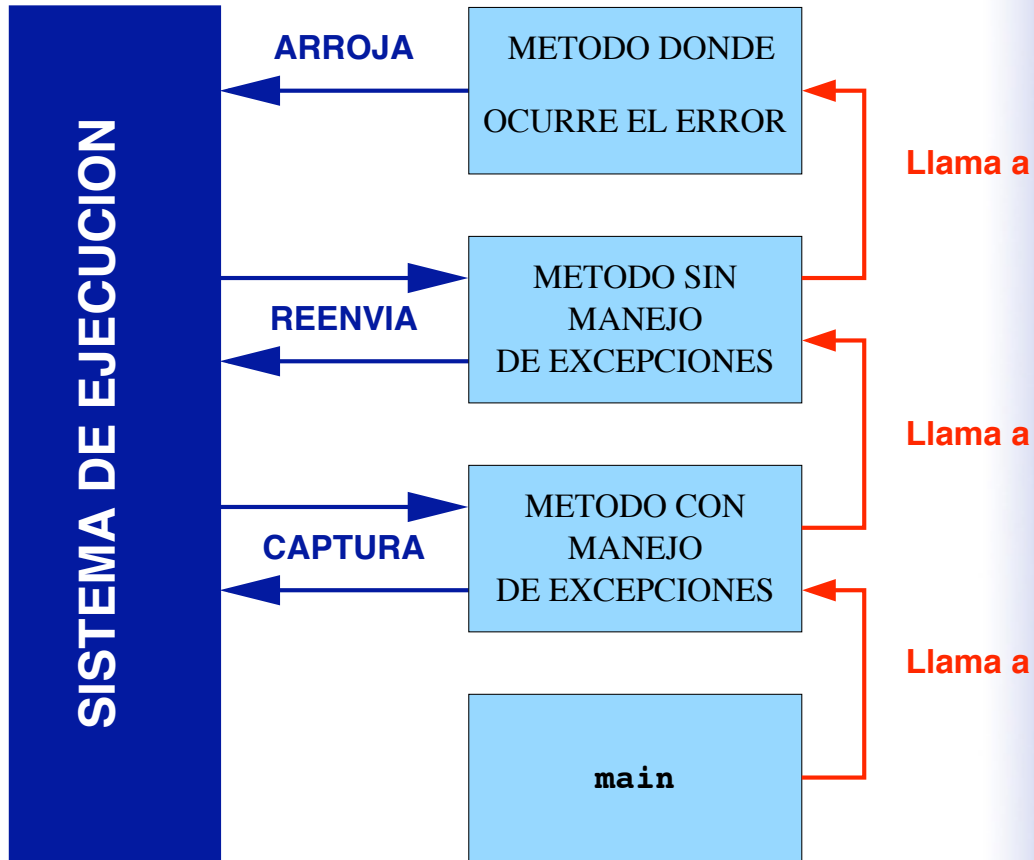 SISTEMA DE EJECUCION
ARROJA
METODO DONDE
OCURRE EL ERROR
Llama a
METODO SIN
MANEJO
DE EXCEPCIONES
REENVIA
Llama a
METODO CON
MANEJO
DE EXCEPCIONES
CAPTURA
Llama a
main